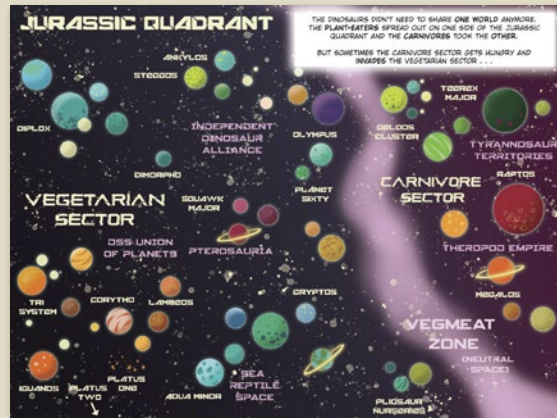 JURASSIC QUADRANT
THE DINOSAURS DIDN'T NEED TO SHARE ONE WORLD ANYMORE.
THE PLANT-EATERS SPREAD OUT ON ONE SIDE OF THE JURASSIC
QUADRANT AND THE CARNIVORES TOOK THE OTHER.
BUT SOMETIMES THE CARNIVORE SECTOR GETS HUNGRY AND
INVADES THE VEGETARIAN SECTOR . . .
ANKYLOS
STEGGOS
DIPLOX
INDEPENDENT
DINOSAUR
ALLIANCE
OLYMPUS
DIMORPHO
PLANET
SIXTY
TEEREX
MAJOR
OELOOS
CLUSTER
TYRANNOSAUR
TERRITORIES
VEGETARIAN
SECTOR
SQUAWK
MAJOR
PTEROSAURIA
CARNIVORE
SECTOR
RAPTOS
THEROPOD EMPIRE
DSS UNION
OF PLANETS
TRI
SYSTEM
CORYTHO
LAMBEOS
CRYPTOS
MEGALOS
VEGMEAT
ZONE
(NEUTRAL
SPACE)
IGUANOS
PLATUS
TWO
PLATUS
ONE
AQUA MINOR
SEA
REPTILE
SPACE
PLIOSAUR
NURSERIES